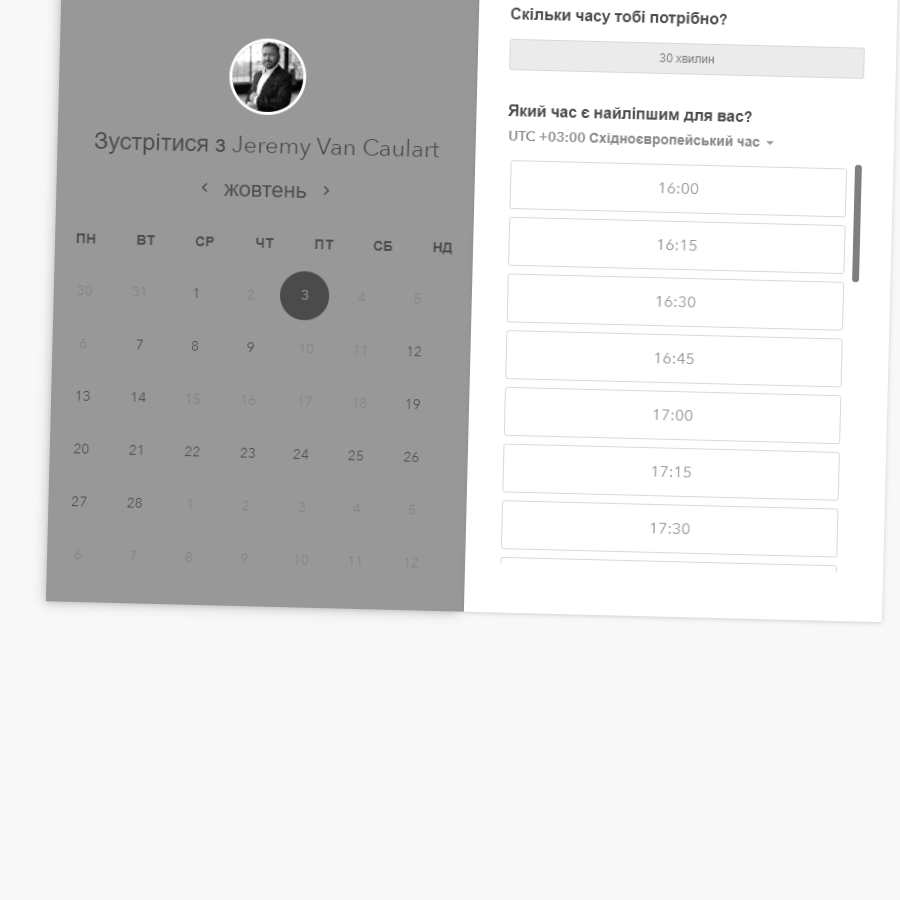 Зустрітися з Jeremy Van Caulart
жовтень
ПН ВТ СР ЧТ ПТ СБ НД
30 31 1 2 3 4 5
6 7 8 9 10 11 12
13 14 15 16 17 18 19
20 21 22 23 24 25 26
27 28 1 2 3 4 5
6 7 8 9 10 11 12
Скільки часу тобі потрібно?
30 хвилин
Який час є найліпшим для вас?
UTC +03:00 Східноєвропейський час
16:00
16:15
16:30
16:45
17:00
17:15
17:30